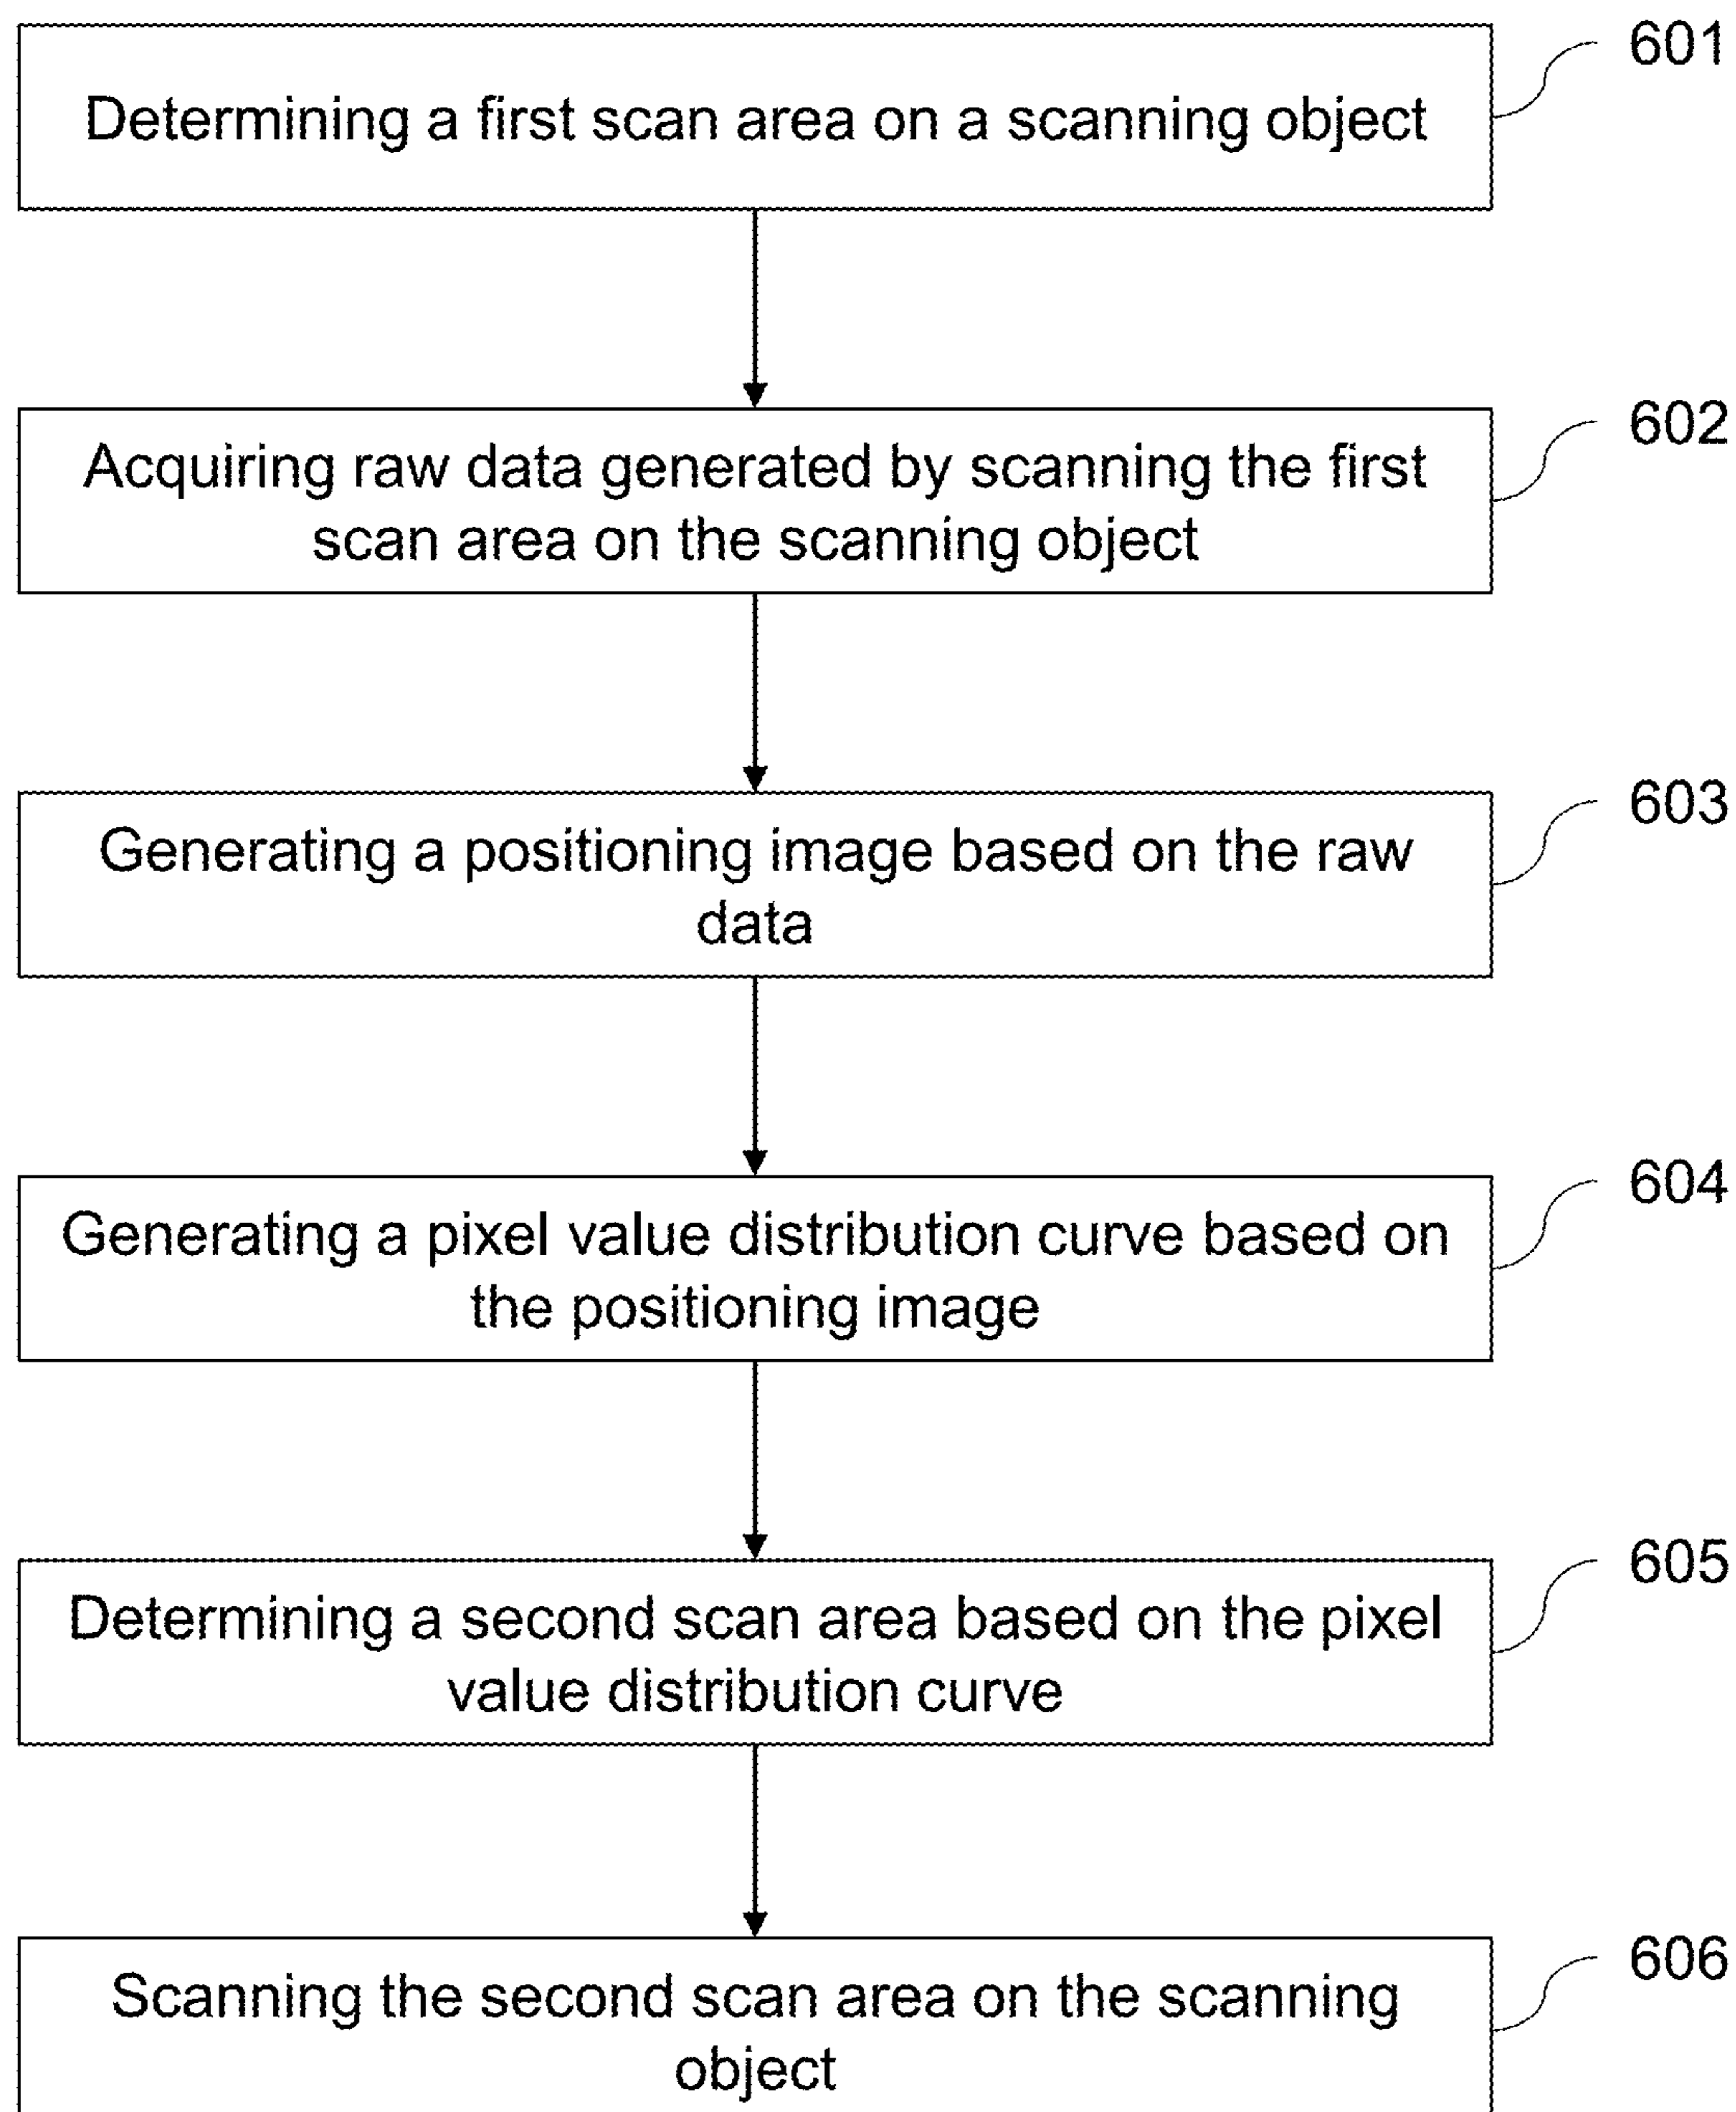 601
Determining a first scan area on a scanning object
602
Acquiring raw data generated by scanning the first
scan area on the scanning object
603
Generating a positioning image based on the raw
data
604
Generating a pixel value distribution curve based on
the positioning image
605
Determining a second scan area based on the pixel
value distribution curve
606
Scanning the second scan area on the scanning
object